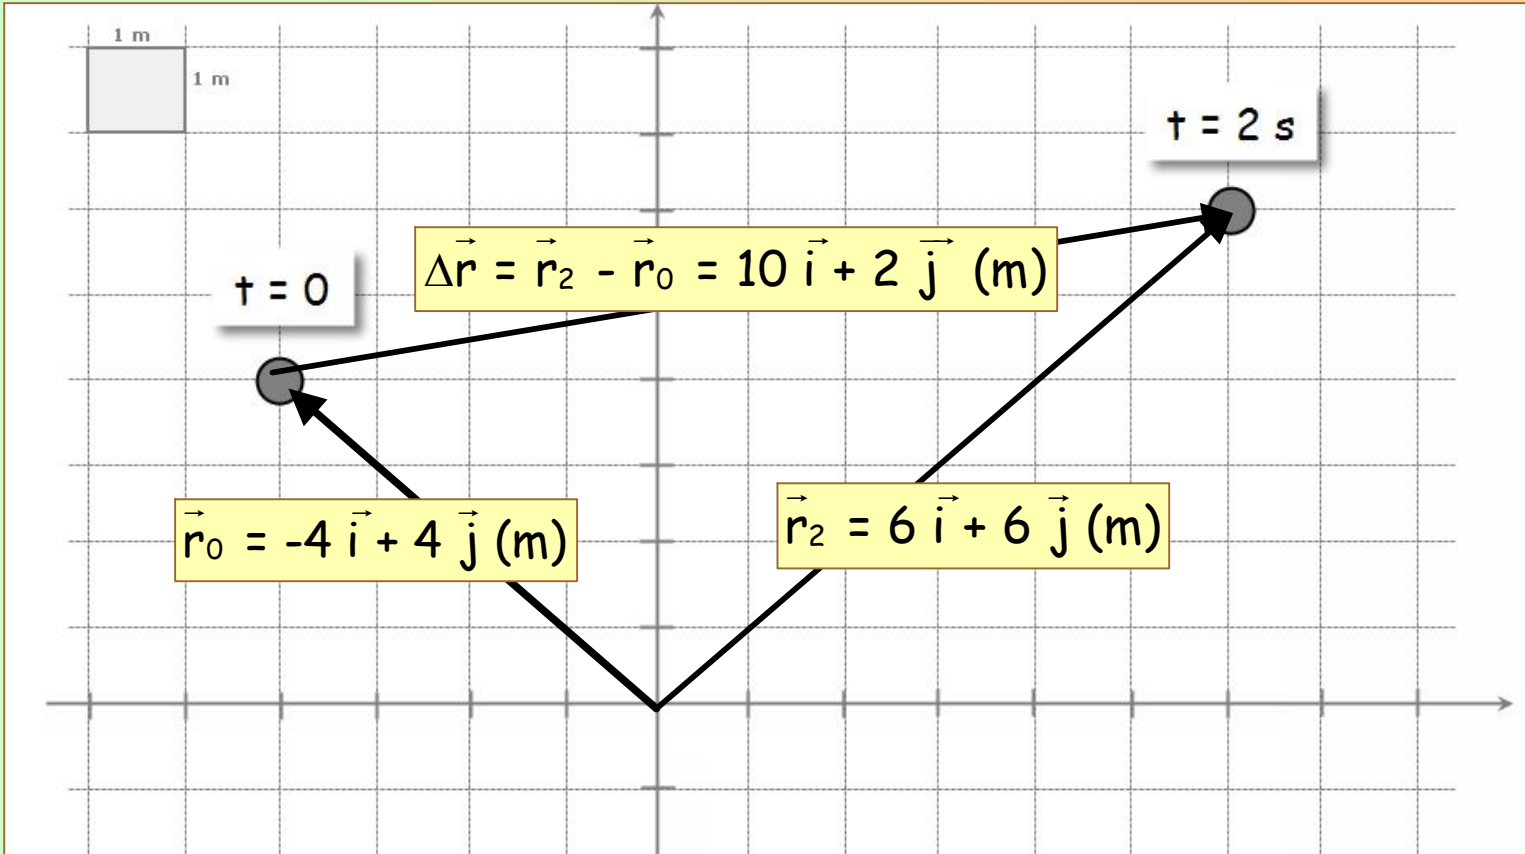 1 m
1 m
t = 2 s
t = 0
Δr⃗ = r⃗₂ - r⃗₀ = 10 i⃗ + 2 j⃗ (m)
r⃗₀ = -4 i⃗ + 4 j⃗ (m)
r⃗₂ = 6 i⃗ + 6 j⃗ (m)